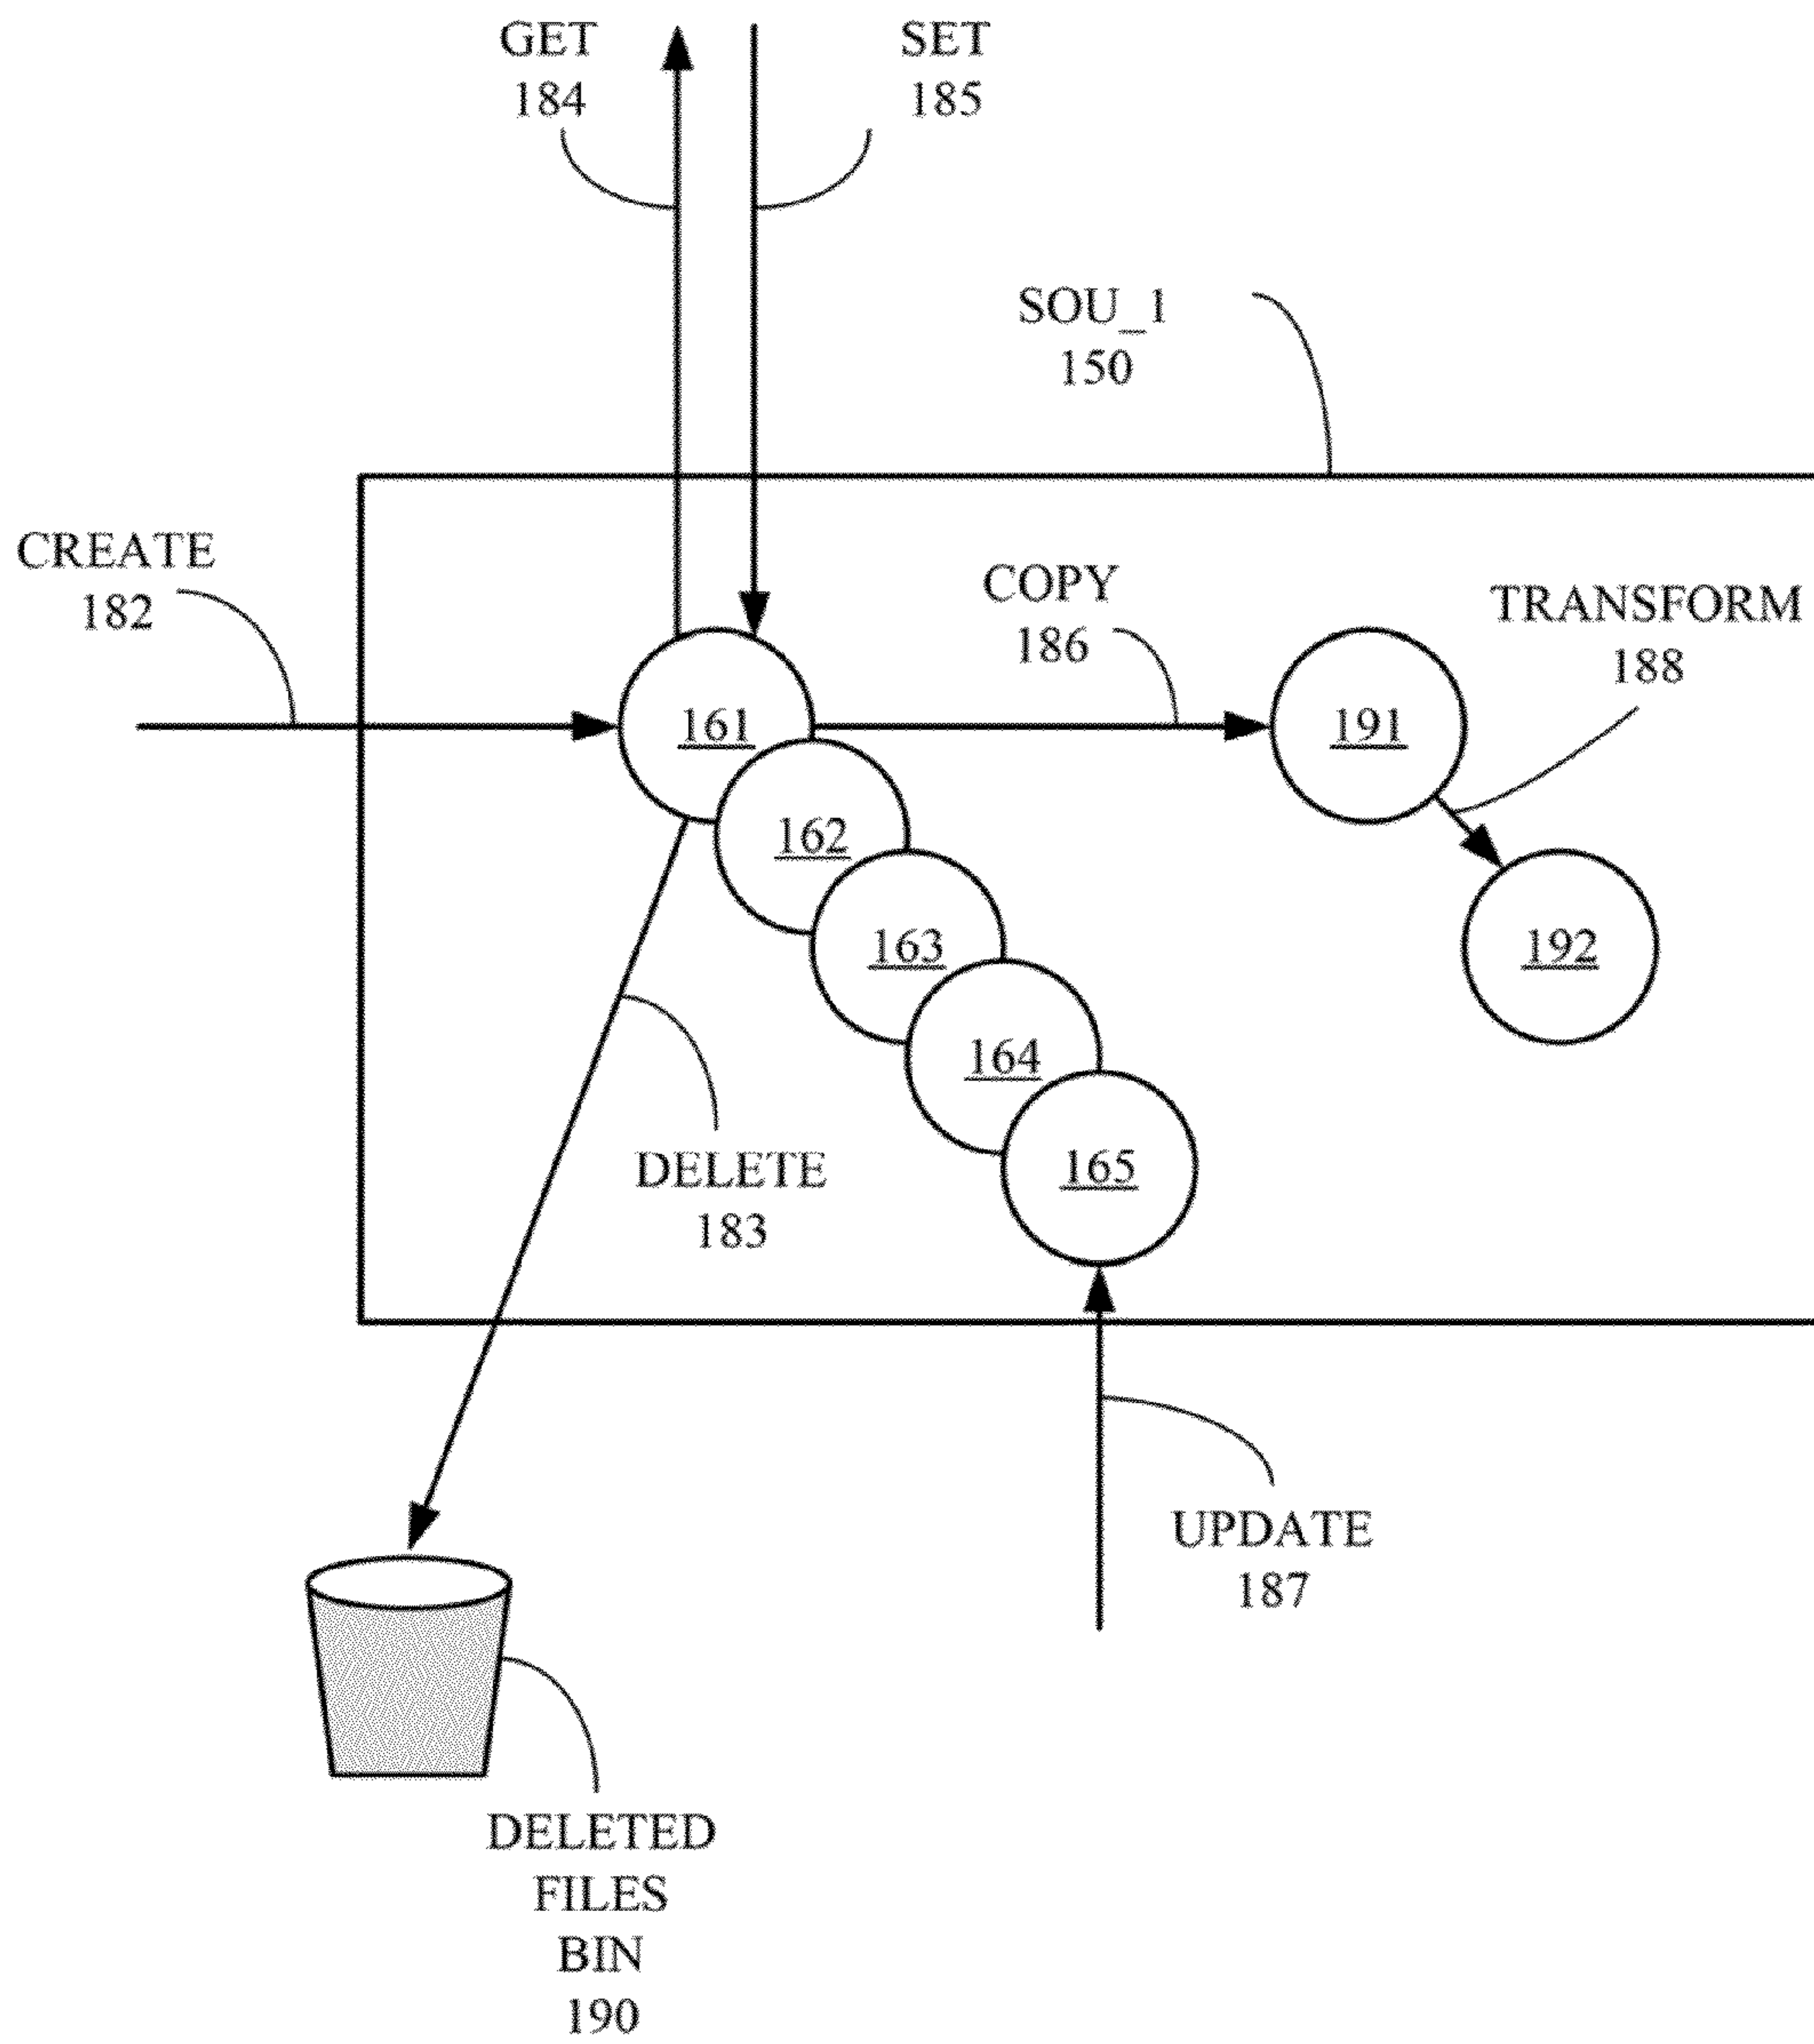 GET
184
SET
185
SOU_1
150
CREATE
182
COPY
186
TRANSFORM
188
161
191
162
163
192
164
165
DELETE
183
UPDATE
187
DELETED
FILES
BIN
190